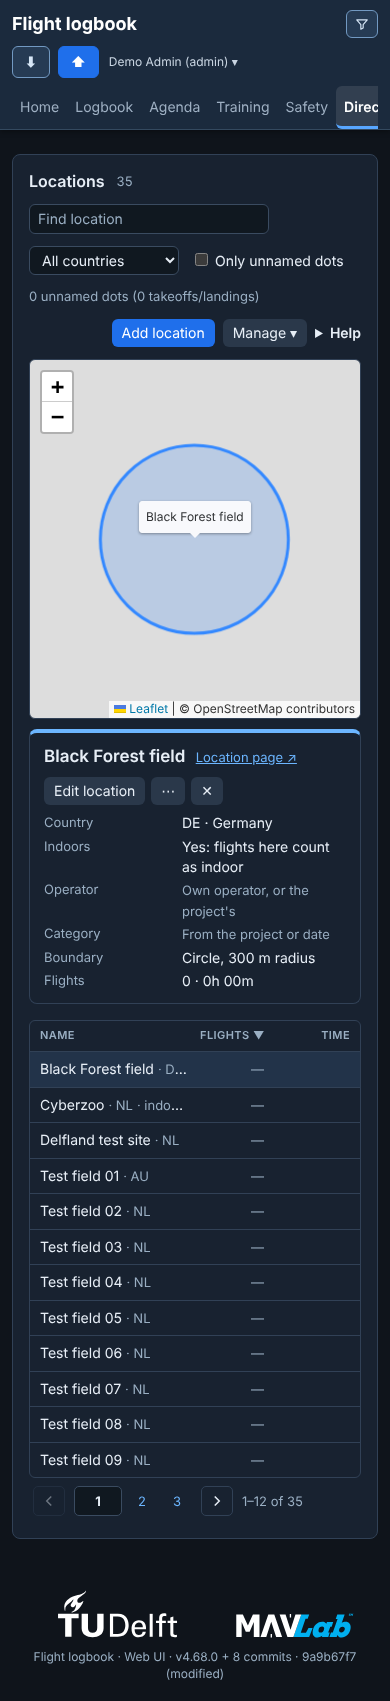 Flight logbook
Demo Admin (admin) ▾
Home Logbook Agenda Training Safety Direc
Locations 35
Find location
All countries Only unnamed dots
0 unnamed dots (0 takeoffs/landings)
Add location Manage ▾ ▶ Help
+
−
Black Forest field
Leaflet | © OpenStreetMap contributors
Black Forest field Location page ↗
Edit location ⋯ ✕
Country DE · Germany
Indoors Yes: flights here count
as indoor
Operator Own operator, or the
project's
Category From the project or date
Boundary Circle, 300 m radius
Flights 0 · 0h 00m
NAME FLIGHTS ▼ TIME
Black Forest field · D... —
Cyberzoo · NL · indo... —
Delfland test site · NL —
Test field 01 · AU —
Test field 02 · NL —
Test field 03 · NL —
Test field 04 · NL —
Test field 05 · NL —
Test field 06 · NL —
Test field 07 · NL —
Test field 08 · NL —
Test field 09 · NL —
1 2 3 1–12 of 35
TU Delft MAVLab
Flight logbook · Web UI · v4.68.0 + 8 commits · 9a9b67f7
(modified)